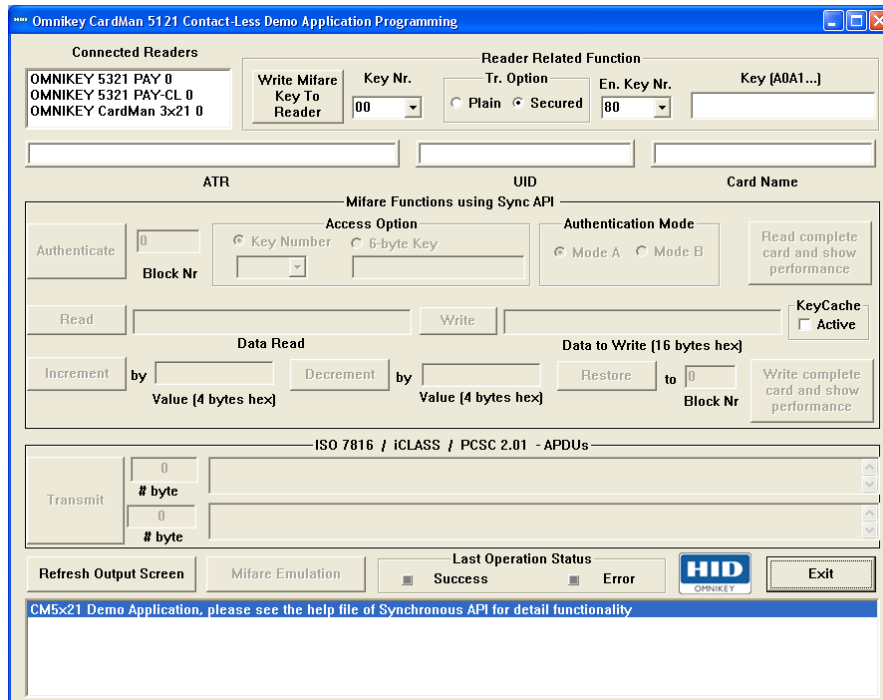 Omnikey CardMan 5121 Contact-Less Demo Application Programming
Connected Readers
OMNIKEY 5321 PAY 0
OMNIKEY 5321 PAY-CL 0
OMNIKEY CardMan 3x21 0
Reader Related Function
Write Mifare
Key To
Reader
Key Nr.
00
Tr. Option
Plain
Secured
En. Key Nr.
80
Key (A0A1...)
ATR
UID
Card Name
Mifare Functions using Sync API
Authenticate
0
Block Nr
Access Option
Key Number
6-byte Key
Authentication Mode
Mode A
Mode B
Read complete
card and show
performance
Read
Data Read
Write
Data to Write (16 bytes hex)
KeyCache
Active
Increment
by
Value (4 bytes hex)
Decrement
by
Value (4 bytes hex)
Restore
to
0
Block Nr
Write complete
card and show
performance
ISO 7816 / iCLASS / PCSC 2.01 - APDUs
Transmit
0
# byte
0
# byte
Refresh Output Screen
Mifare Emulation
Last Operation Status
Success
Error
HID
OMNIKEY
Exit
CM5x21 Demo Application, please see the help file of Synchronous API for detail functionality